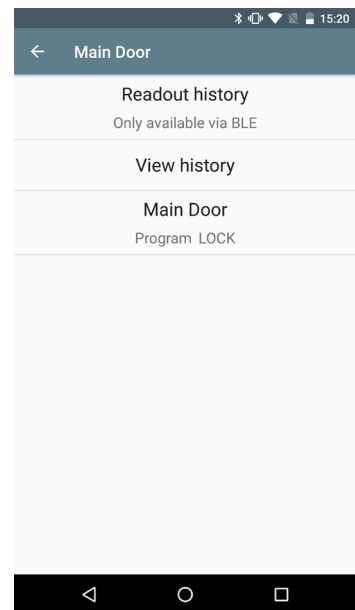 15:20
Main Door
Readout history
Only available via BLE
View history
Main Door
Program LOCK